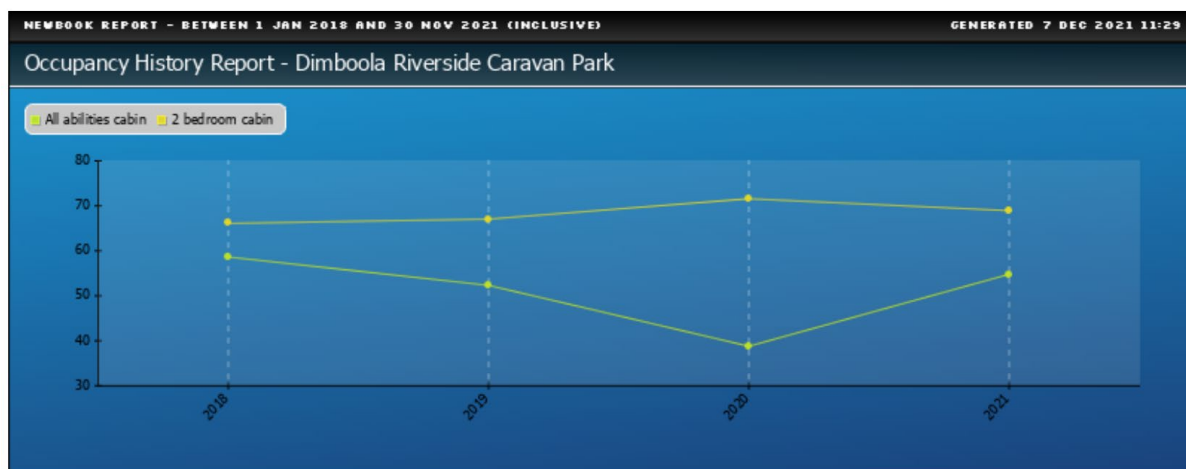 NEWBOOK REPORT - BETWEEN 1 JAN 2018 AND 30 NOV 2021 (INCLUSIVE) GENERATED 7 DEC 2021 11:29
Occupancy History Report - Dimboola Riverside Caravan Park
All abilities cabin 2 bedroom cabin
80
70
60
50
40
30
2018 2019 2020 2021